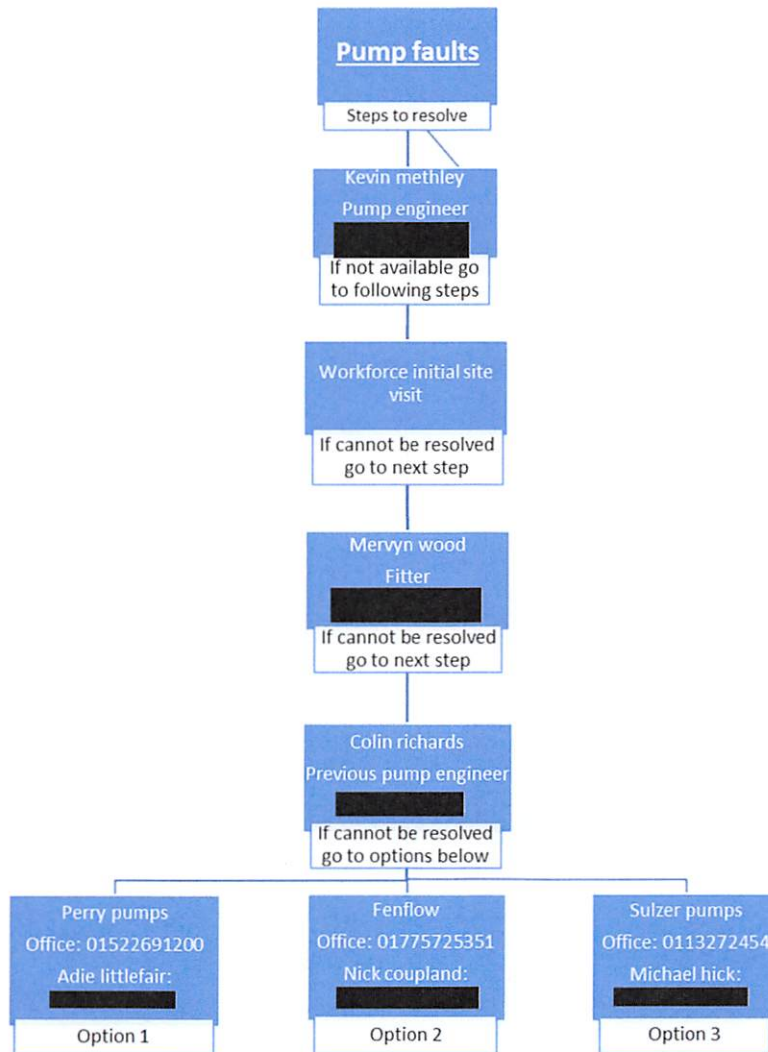 Pump faults
Steps to resolve
Kevin methley
Pump engineer
If not available go
to following steps
Workforce initial site
visit
If cannot be resolved
go to next step
Mervyn wood
Fitter
If cannot be resolved
go to next step
Colin richards
Previous pump engineer
If cannot be resolved
go to options below
Perry pumps
Office: 01522691200
Adie littlefair:
Option 1
Fenflow
Office: 01775725351
Nick coupland:
Option 2
Sulzer pumps
Office: 0113272454
Michael hick:
Option 3